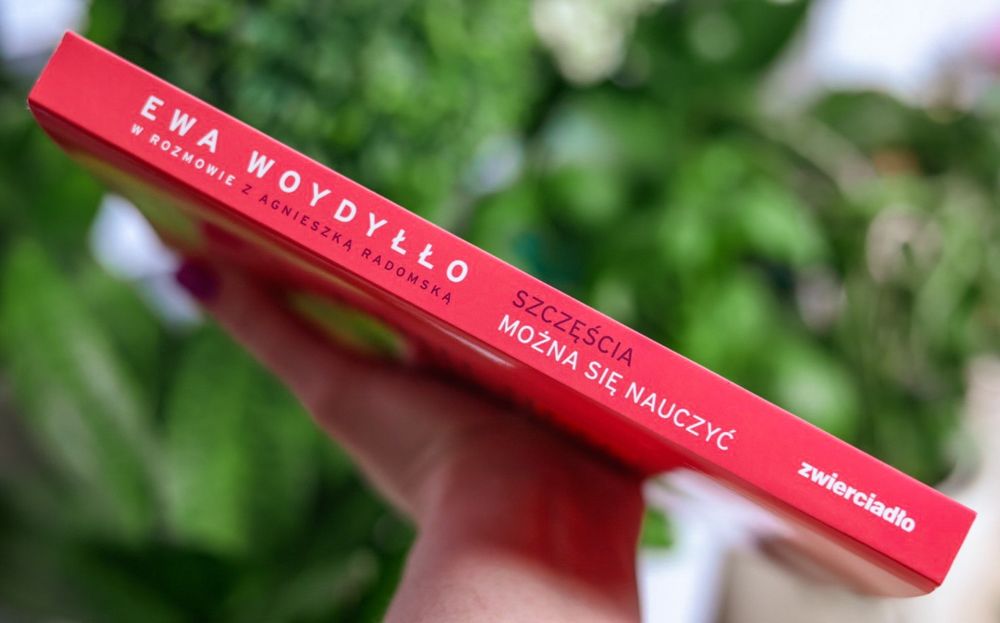 EWA WOYDYŁŁO
W ROZMOWIE Z AGNIESZKĄ RADOMSKĄ
SZCZĘŚCIA
MOŻNA SIĘ NAUCZYĆ
zwierciadło